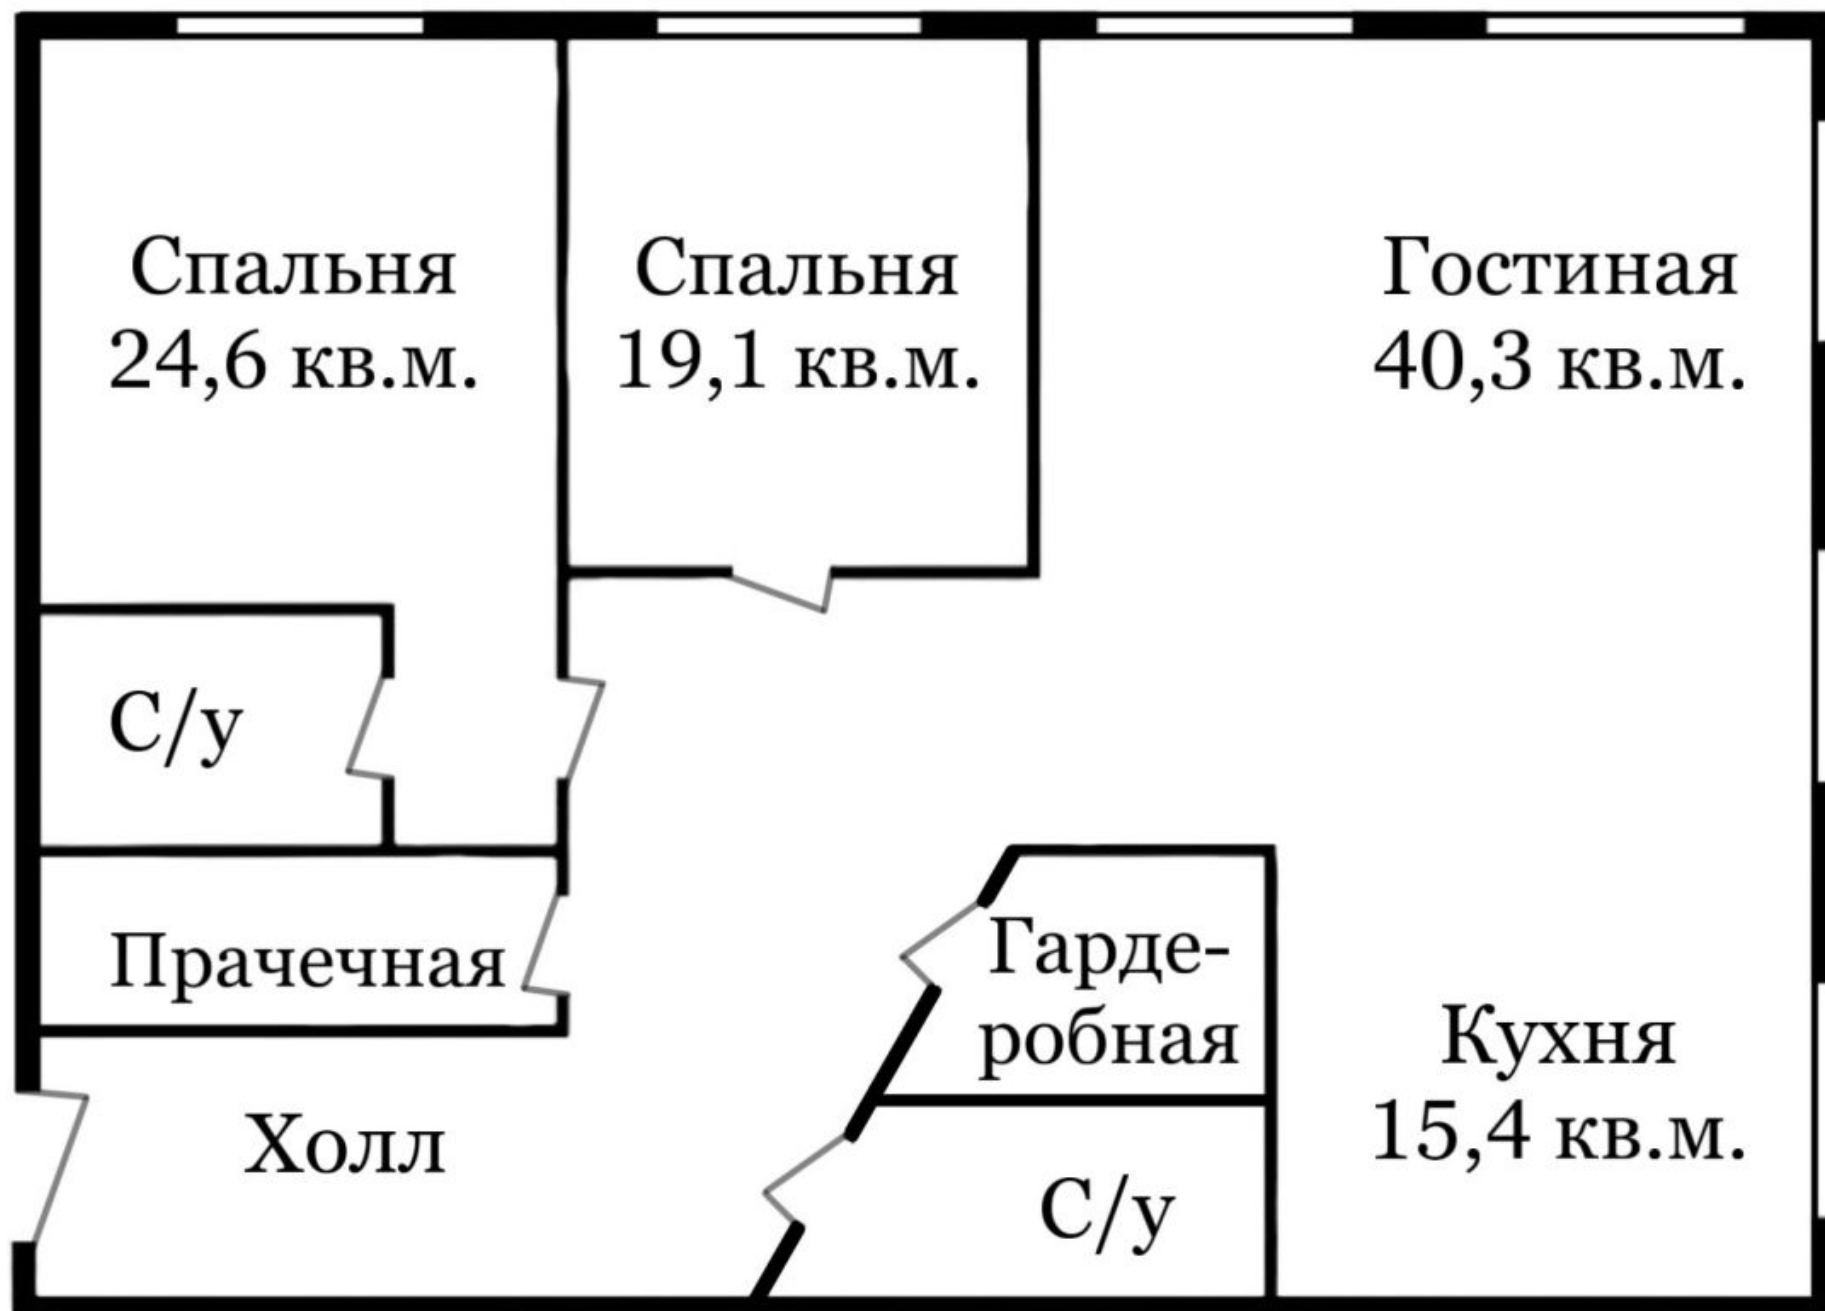 Спальня
24,6 кв.м.
Спальня
19,1 кв.м.
Гостиная
40,3 кв.м.
С/у
Прачечная
Гарде-
робная
Кухня
15,4 кв.м.
Холл
С/у